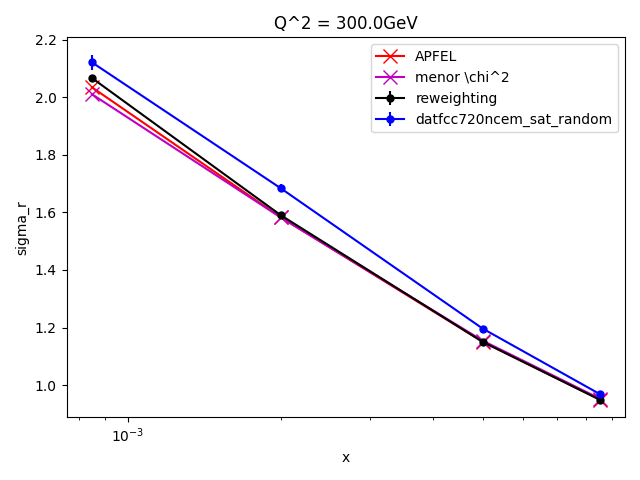 Q^2 = 300.0GeV
APFEL
menor \chi^2
reweighting
datfcc720ncem_sat_random
2.2
2.0
1.8
1.6
1.4
1.2
1.0
sigma_r
10^{-3}
x